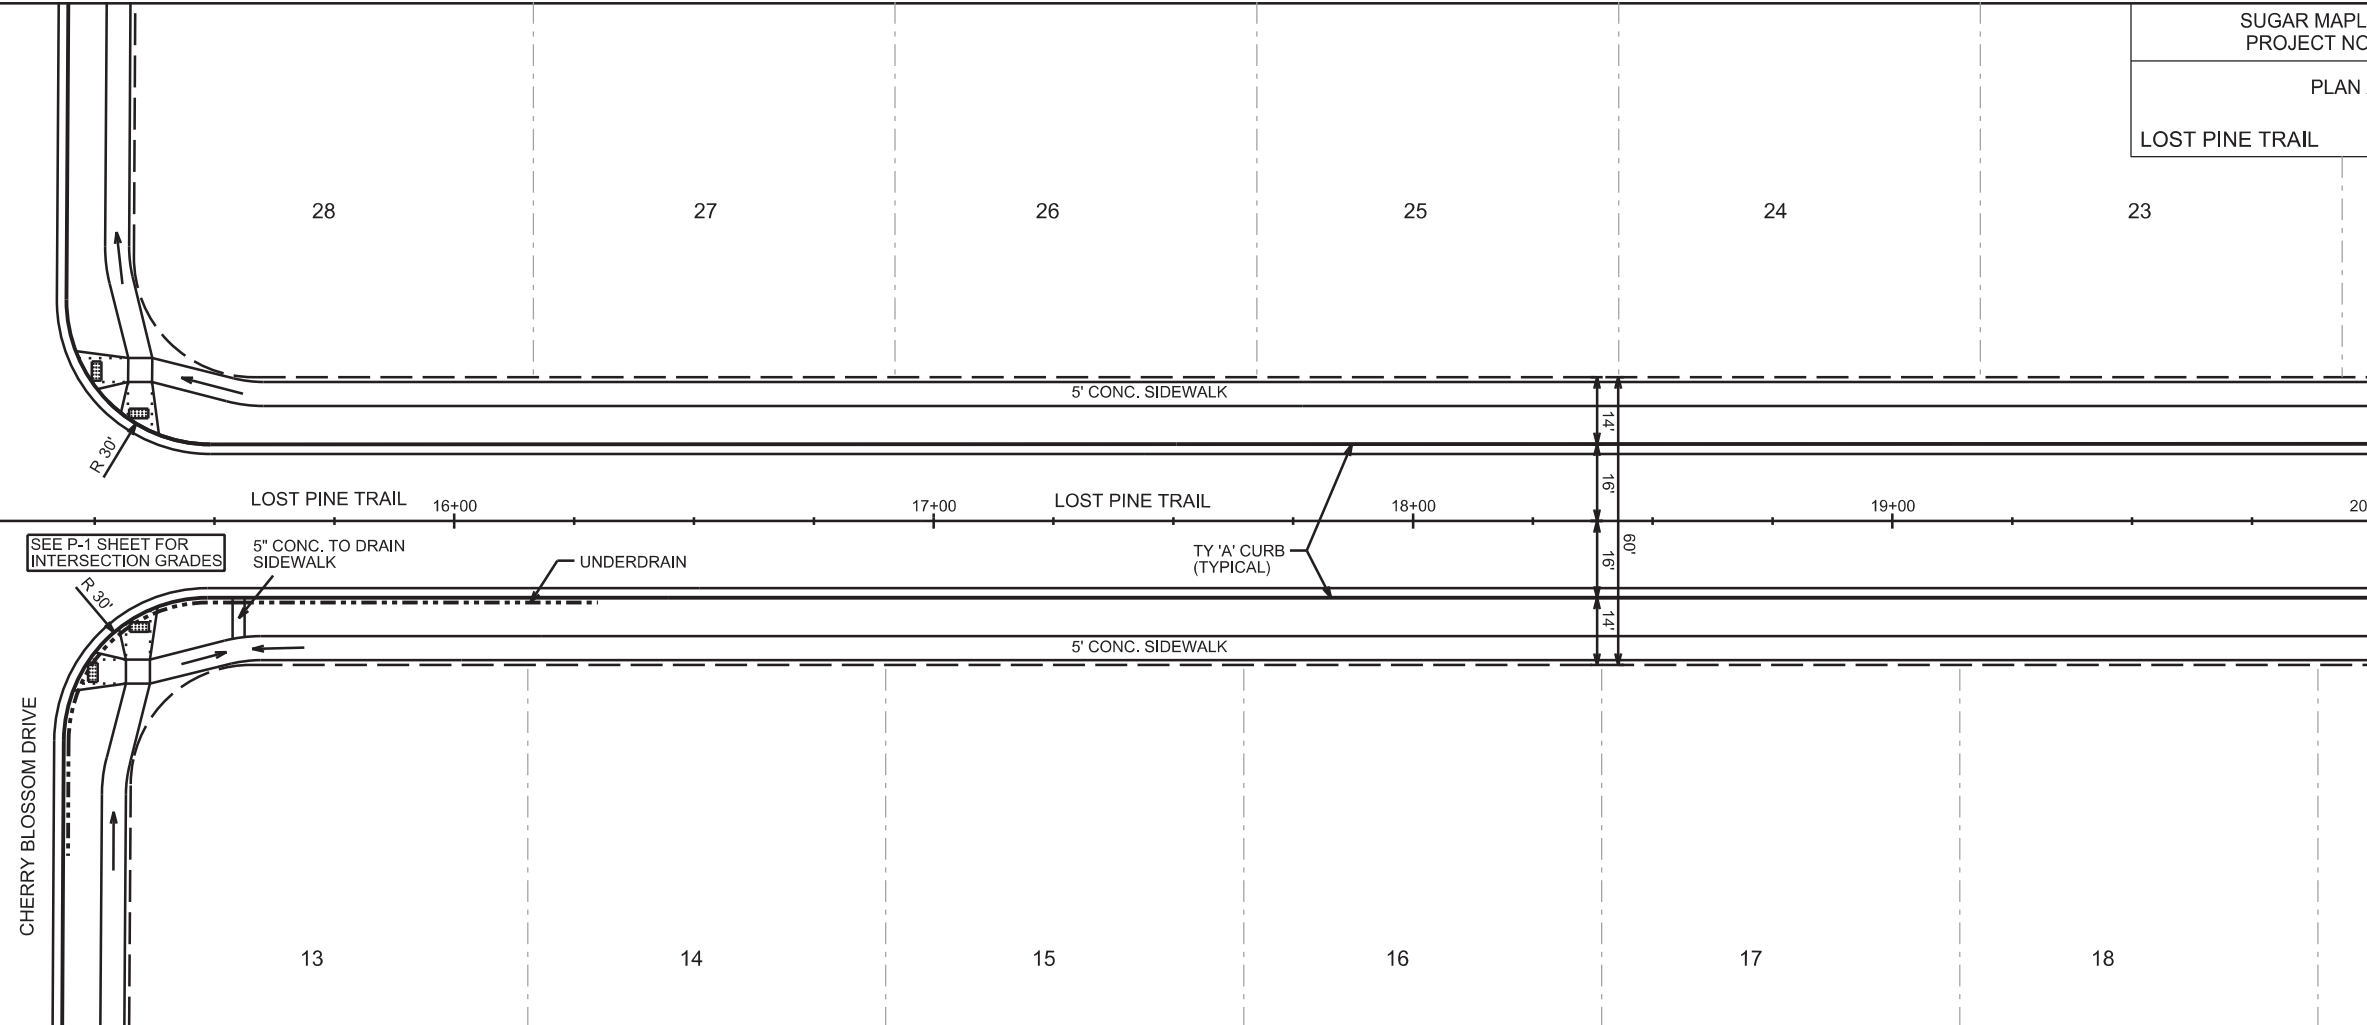 SUGAR MAPL
PROJECT NO
PLAN
LOST PINE TRAIL
28
27
26
25
24
23
5' CONC. SIDEWALK
14'
R 30'
16'
LOST PINE TRAIL
16+00
17+00
LOST PINE TRAIL
18+00
19+00
20
SEE P-1 SHEET FOR
INTERSECTION GRADES
5" CONC. TO DRAIN
SIDEWALK
UNDERDRAIN
TY 'A' CURB
(TYPICAL)
16'
60'
R 30'
14'
5' CONC. SIDEWALK
CHERRY BLOSSOM DRIVE
13
14
15
16
17
18